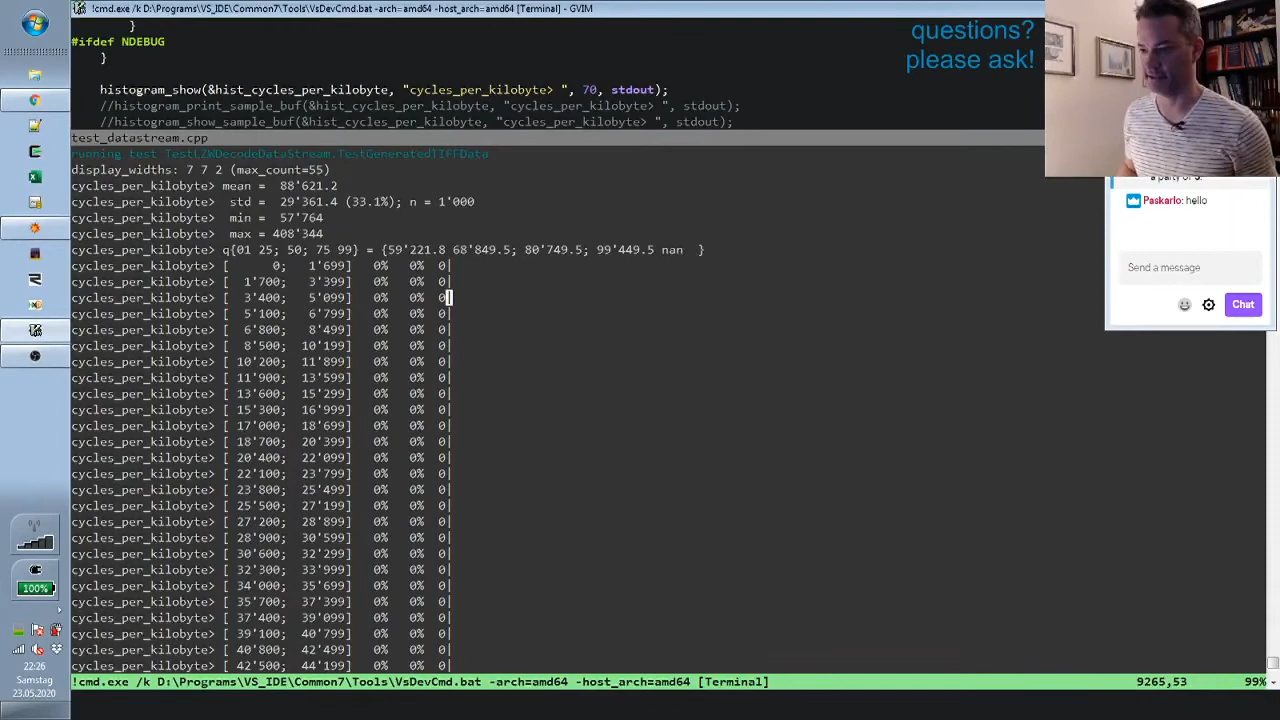 !cmd.exe /k D:\Programs\VS_IDE\Common7\Tools\VsDevCmd.bat -arch=amd64 -host_arch=amd64 [Terminal] - GVIM
}
#ifdef NDEBUG
}
histogram_show(&hist_cycles_per_kilobyte, "cycles_per_kilobyte> ", 70, stdout);
//histogram_print_sample_buf(&hist_cycles_per_kilobyte, "cycles_per_kilobyte> ", stdout);
//histogram_show_sample_buf(&hist_cycles_per_kilobyte, "cycles_per_kilobyte> ", stdout);
test_datastream.cpp
running test TestLZWDecodeDataStream.TestGeneratedTIFFData
display_widths: 7 7 2 (max_count=55)
cycles_per_kilobyte> mean =  88'621.2
cycles_per_kilobyte>  std =  29'361.4 (33.1%); n = 1'000
cycles_per_kilobyte>  min =  57'764
cycles_per_kilobyte>  max = 408'344
cycles_per_kilobyte> q{01 25; 50; 75 99} = {59'221.8 68'849.5; 80'749.5; 99'449.5 nan  }
cycles_per_kilobyte> [      0;   1'699]   0%   0% 0|
cycles_per_kilobyte> [  1'700;   3'399]   0%   0% 0|
cycles_per_kilobyte> [  3'400;   5'099]   0%   0% 0|
cycles_per_kilobyte> [  5'100;   6'799]   0%   0% 0|
cycles_per_kilobyte> [  6'800;   8'499]   0%   0% 0|
cycles_per_kilobyte> [  8'500;  10'199]   0%   0% 0|
cycles_per_kilobyte> [ 10'200;  11'899]   0%   0% 0|
cycles_per_kilobyte> [ 11'900;  13'599]   0%   0% 0|
cycles_per_kilobyte> [ 13'600;  15'299]   0%   0% 0|
cycles_per_kilobyte> [ 15'300;  16'999]   0%   0% 0|
cycles_per_kilobyte> [ 17'000;  18'699]   0%   0% 0|
cycles_per_kilobyte> [ 18'700;  20'399]   0%   0% 0|
cycles_per_kilobyte> [ 20'400;  22'099]   0%   0% 0|
cycles_per_kilobyte> [ 22'100;  23'799]   0%   0% 0|
cycles_per_kilobyte> [ 23'800;  25'499]   0%   0% 0|
cycles_per_kilobyte> [ 25'500;  27'199]   0%   0% 0|
cycles_per_kilobyte> [ 27'200;  28'899]   0%   0% 0|
cycles_per_kilobyte> [ 28'900;  30'599]   0%   0% 0|
cycles_per_kilobyte> [ 30'600;  32'299]   0%   0% 0|
cycles_per_kilobyte> [ 32'300;  33'999]   0%   0% 0|
cycles_per_kilobyte> [ 34'000;  35'699]   0%   0% 0|
cycles_per_kilobyte> [ 35'700;  37'399]   0%   0% 0|
cycles_per_kilobyte> [ 37'400;  39'099]   0%   0% 0|
cycles_per_kilobyte> [ 39'100;  40'799]   0%   0% 0|
cycles_per_kilobyte> [ 40'800;  42'499]   0%   0% 0|
cycles_per_kilobyte> [ 42'500;  44'199]   0%   0% 0|
!cmd.exe /k D:\Programs\VS_IDE\Common7\Tools\VsDevCmd.bat -arch=amd64 -host_arch=amd64 [Terminal] 9265,53 99%
questions?
please ask!
a party of 5.
Paskarlo: hello
Send a message
Chat
100%
22:26
Samstag
23.05.2020